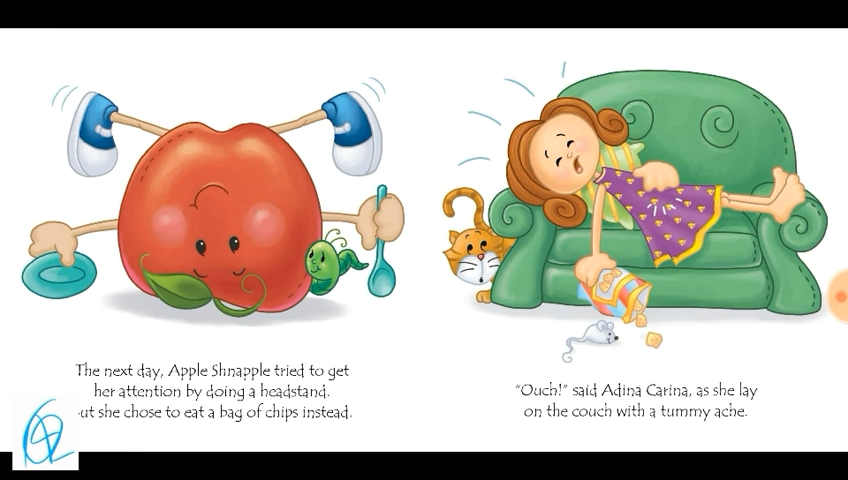 The next day, Apple Shnapple tried to get
her attention by doing a headstand.
ut she chose to eat a bag of chips instead.
"Ouch!" said Adina Carina, as she lay
on the couch with a tummy ache.